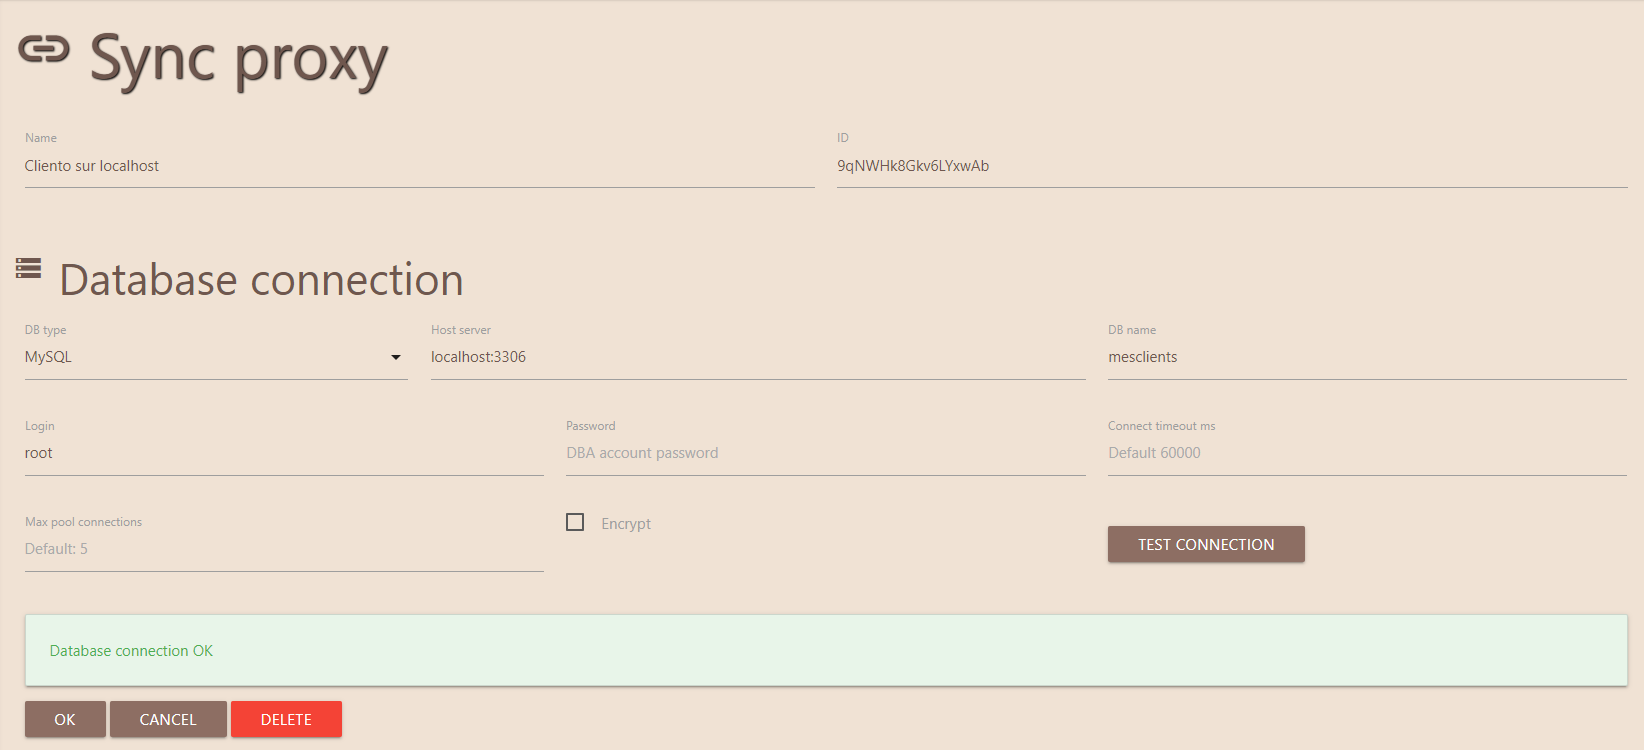 Sync proxy
Name
ID
Cliento sur localhost
9qNWHk8Gkv6LYxwAb
Database connection
DB type
Host server
DB name
MySQL
localhost:3306
mesclients
Login
Password
Connect timeout ms
root
DBA account password
Default 60000
Max pool connections
Encrypt
Default: 5
TEST CONNECTION
Database connection OK
OK
CANCEL
DELETE